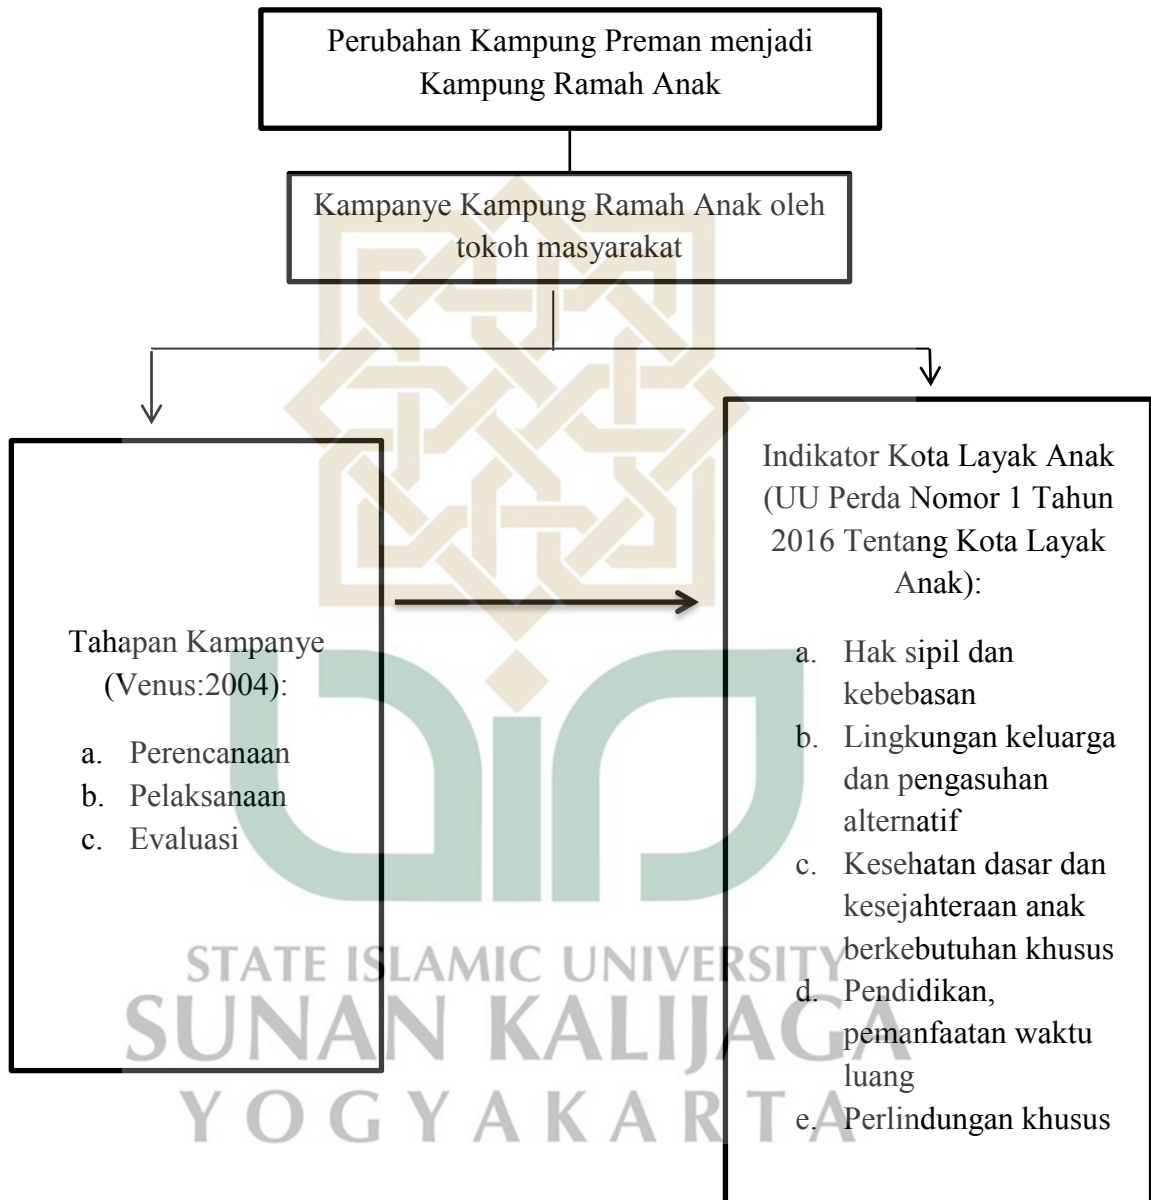 Perubahan Kampung Preman menjadi
Kampung Ramah Anak
Kampanye Kampung Ramah Anak oleh
tokoh masyarakat
Tahapan Kampanye
(Venus:2004):
a. Perencanaan
b. Pelaksanaan
c. Evaluasi
Indikator Kota Layak Anak
(UU Perda Nomor 1 Tahun
2016 Tentang Kota Layak
Anak):
a. Hak sipil dan
kebebasan
b. Lingkungan keluarga
dan pengasuhan
alternatif
c. Kesehatan dasar dan
kesejahteraan anak
berkebutuhan khusus
d. Pendidikan,
pemanfaatan waktu
luang
e. Perlindungan khusus
STATE ISLAMIC UNIVERSITY
SUNAN KALIJAGA
YOGYAKARTA